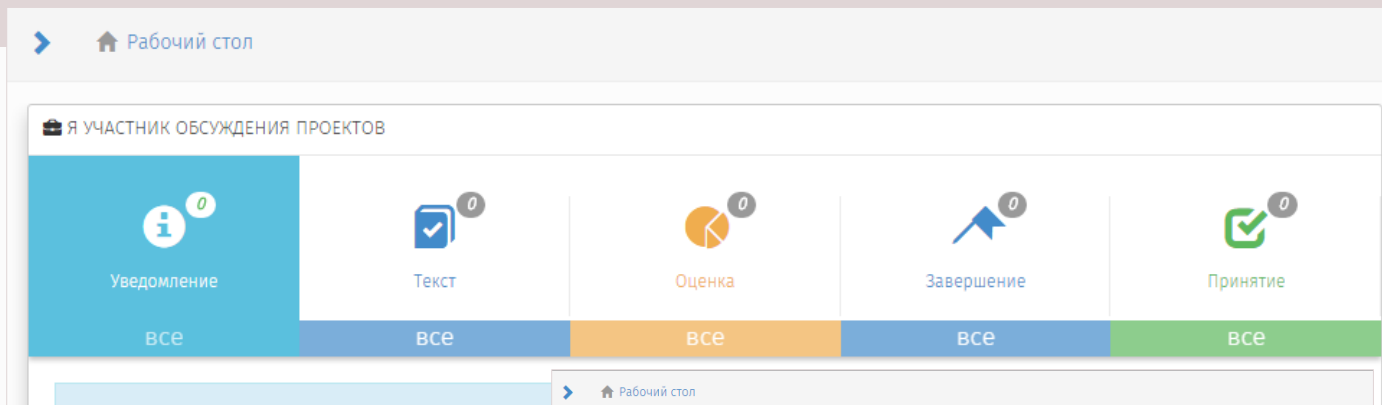 Рабочий стол
Я УЧАСТНИК ОБСУЖДЕНИЯ ПРОЕКТОВ
0 0 0 0 0
Уведомление Текст Оценка Завершение Принятие
все все все все все
Рабочий стол